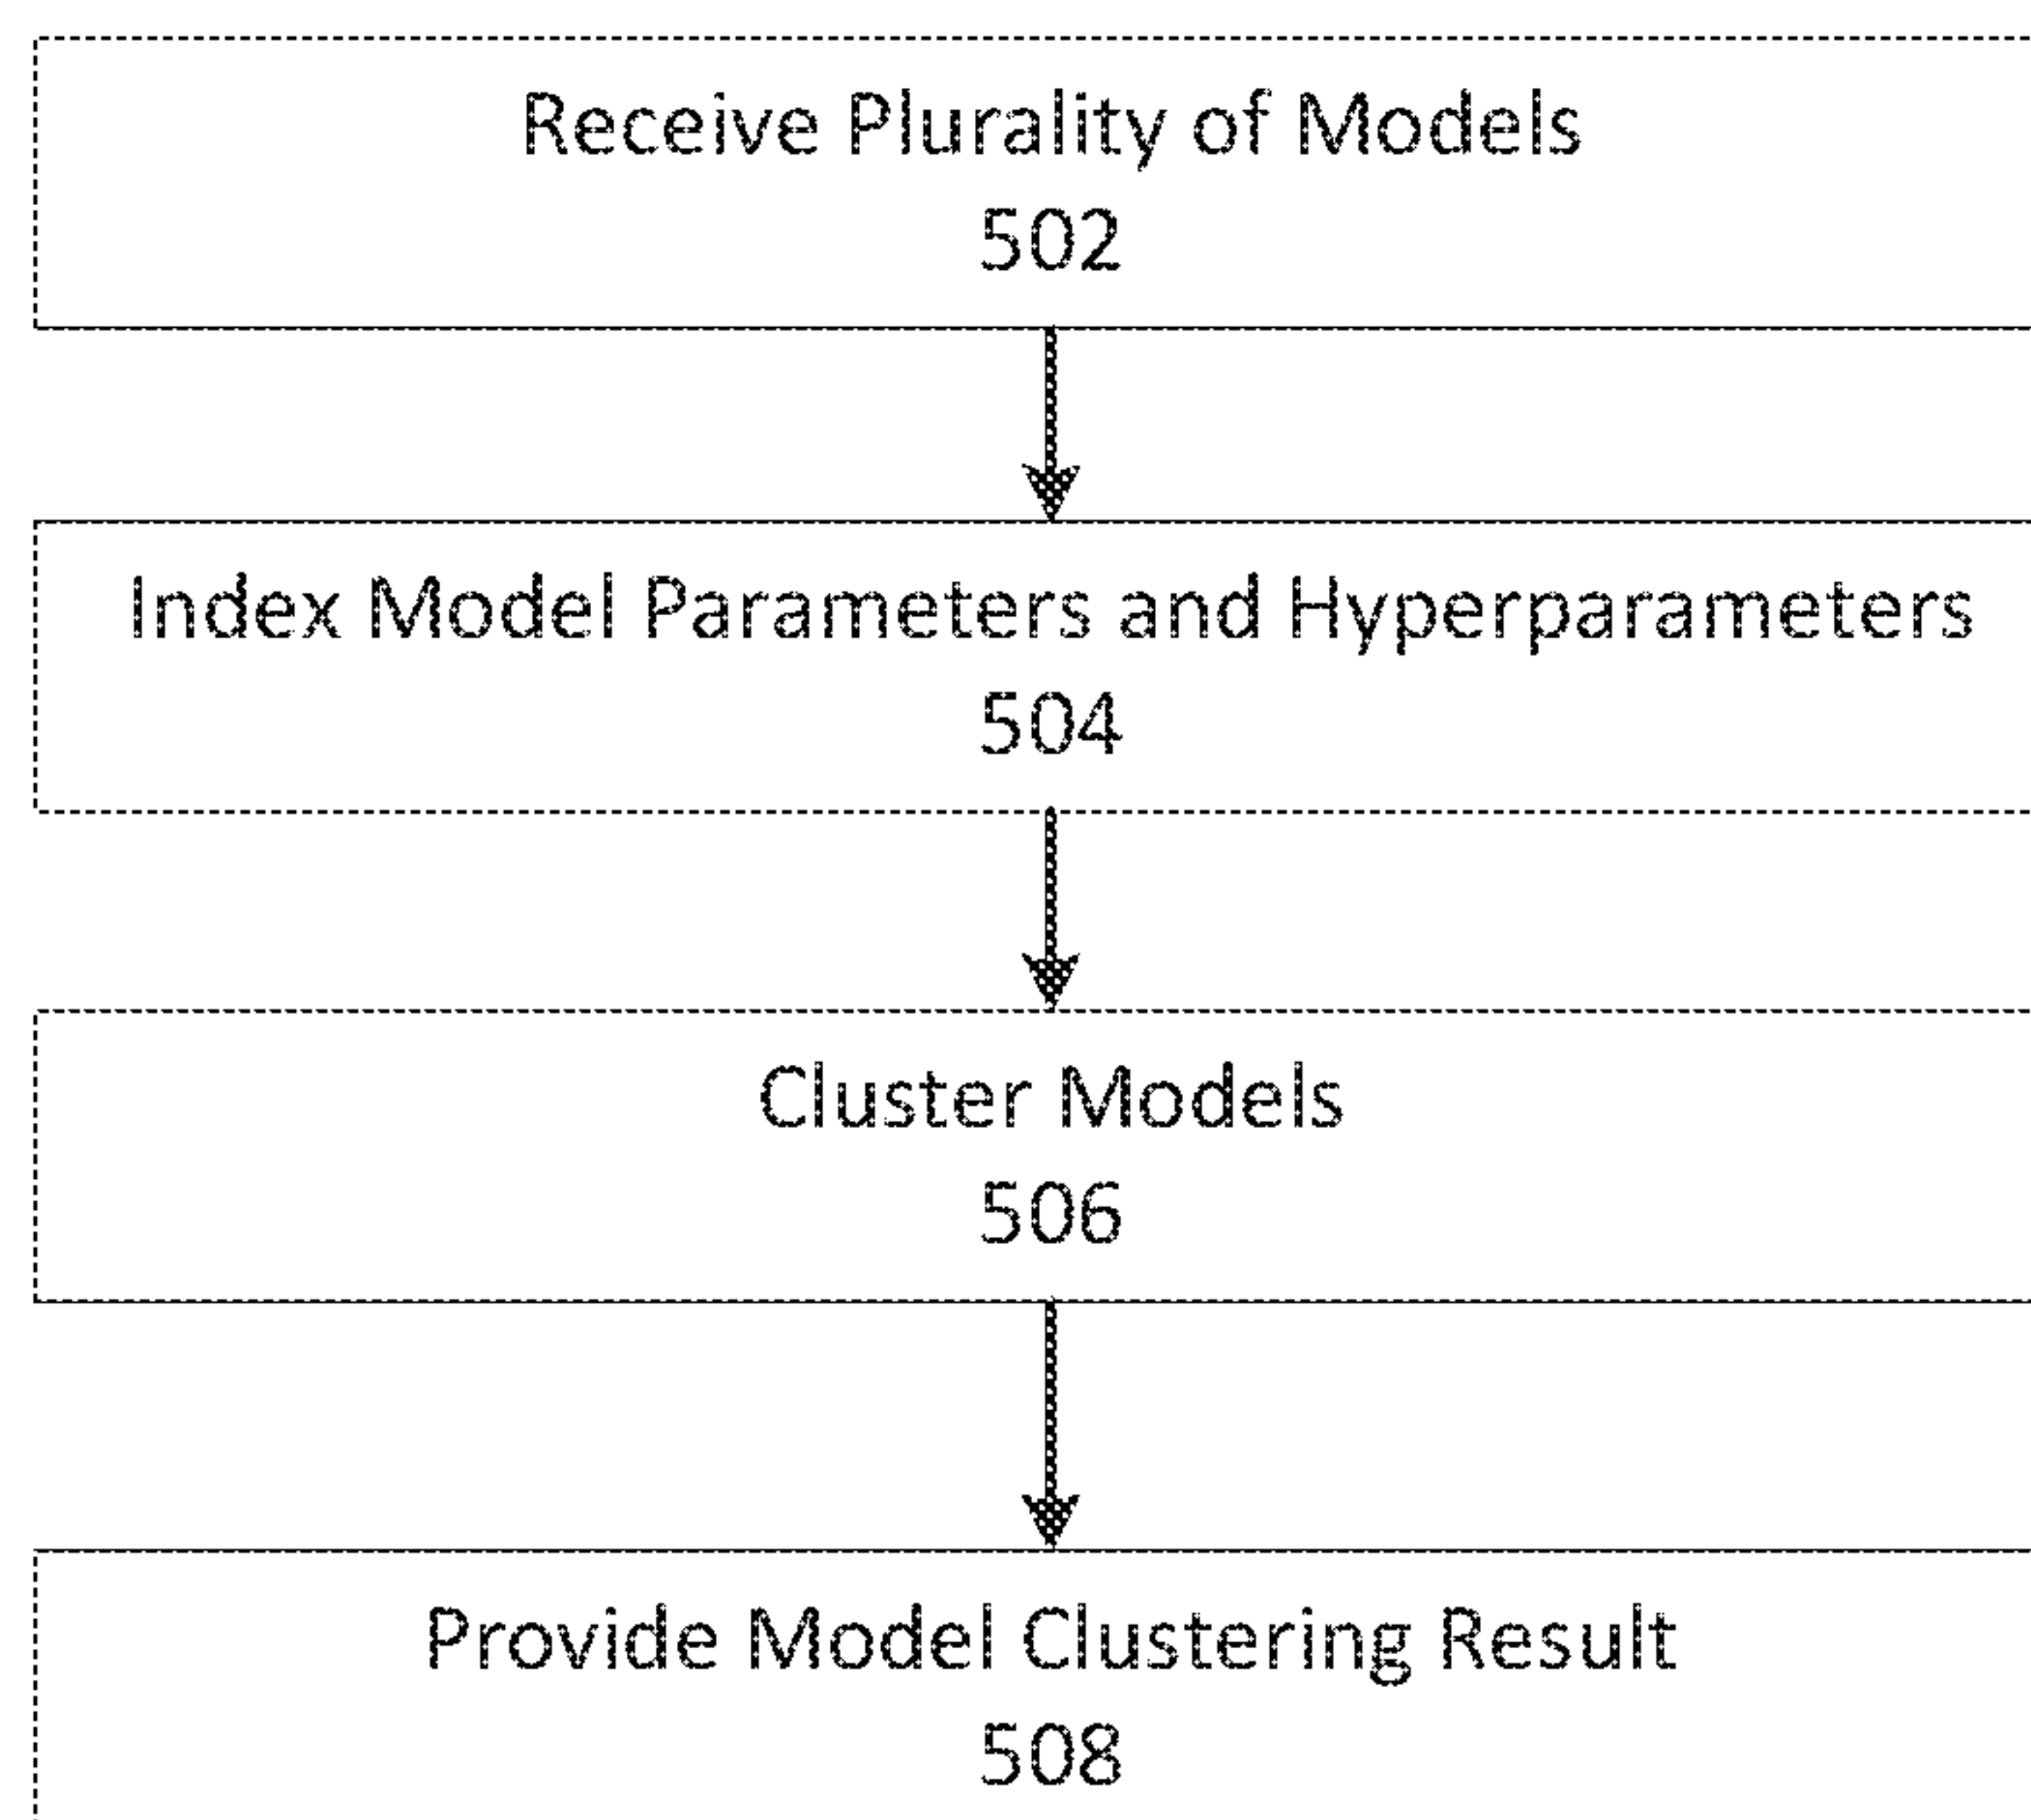 Receive Plurality of Models
502
Index Model Parameters and Hyperparameters
504
Cluster Models
506
Provide Model Clustering Result
508